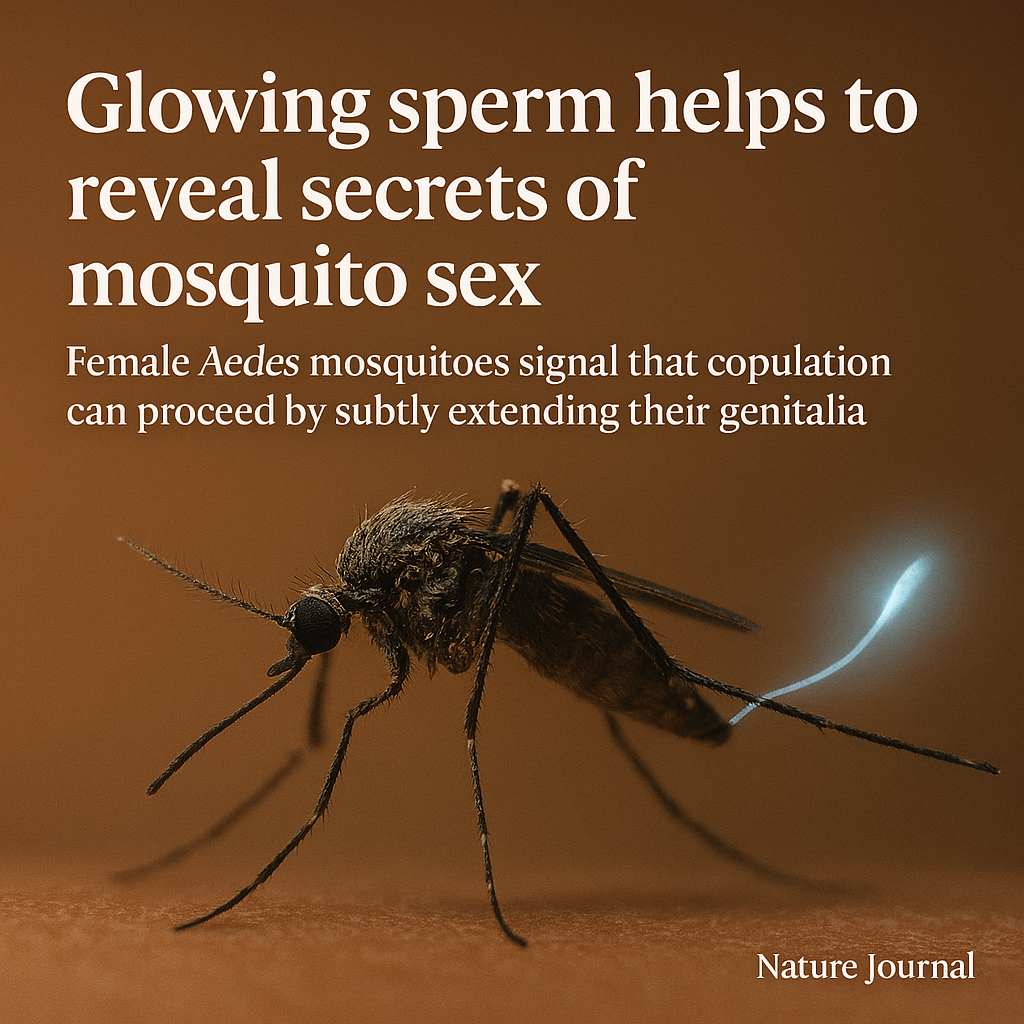 Glowing sperm helps to
reveal secrets of
mosquito sex
Female Aedes mosquitoes signal that copulation
can proceed by subtly extending their genitalia
Nature Journal